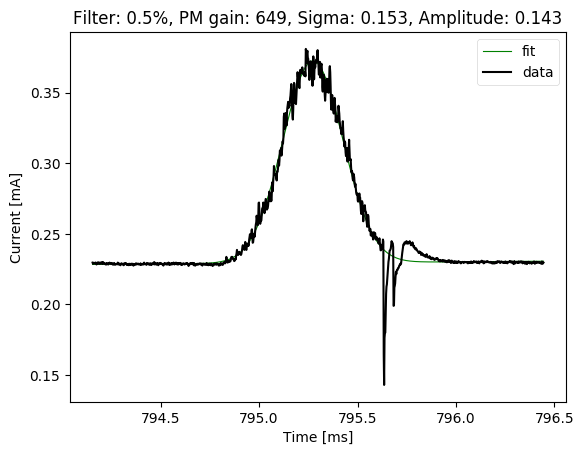 Filter: 0.5%, PM gain: 649, Sigma: 0.153, Amplitude: 0.143
fit
data
0.35
0.30
0.25
0.20
0.15
Current [mA]
794.5 795.0 795.5 796.0 796.5
Time [ms]